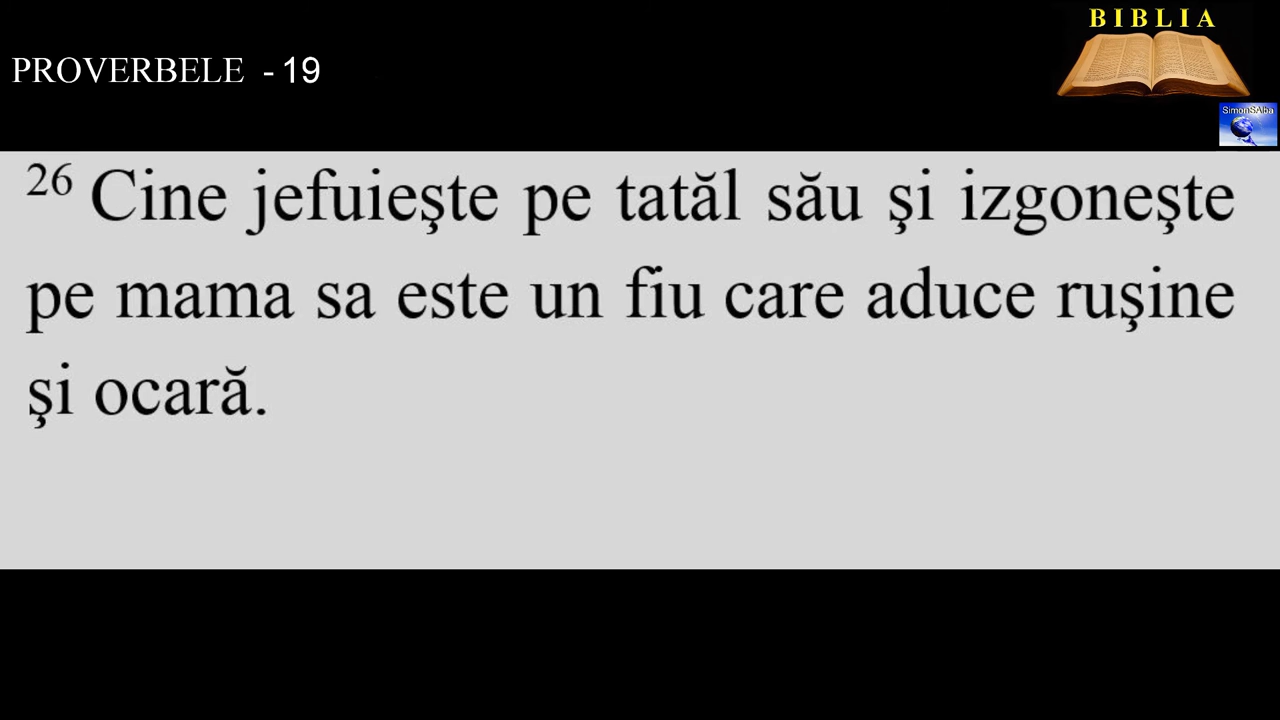 BIBLIA
PROVERBELE - 19
SimonSAlba
26 Cine jefuieşte pe tatăl său şi izgoneşte
pe mama sa este un fiu care aduce ruşine
şi ocară.